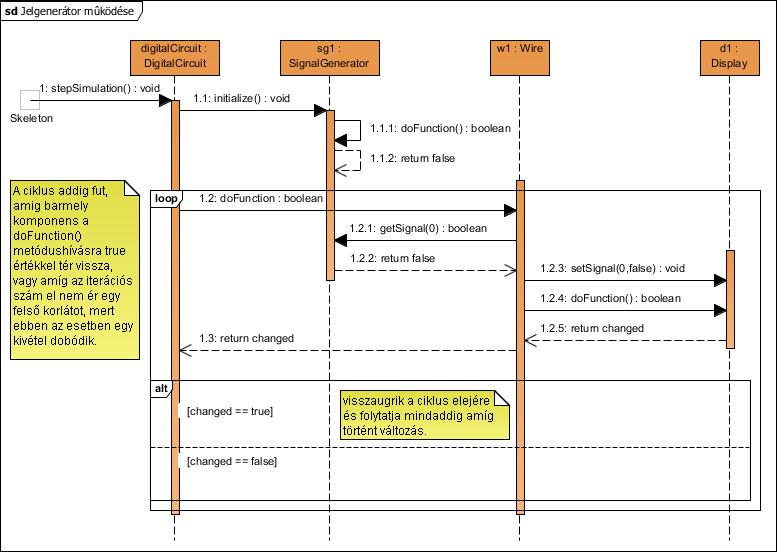 sd Jelgenerátor működése
digitalCircuit :
DigitalCircuit
sg1 :
SignalGenerator
w1 : Wire
d1 :
Display
1: stepSimulation() : void
Skeleton
1.1: initialize() : void
1.1.1: doFunction() : boolean
1.1.2: return false
A ciklus addig fut,
amig barmely
komponens a
doFunction()
metódushívásra true
értékkel tér vissza,
vagy amíg az iterációs
szám el nem ér egy
felső korlátot, mert
ebben az esetben egy
kivétel dobódik.
loop
1.2: doFunction : boolean
1.2.1: getSignal(0) : boolean
1.2.2: return false
1.2.3: setSignal(0,false) : void
1.2.4: doFunction() : boolean
1.2.5: return changed
1.3: return changed
alt
[changed == true]
visszaugrik a ciklus elejére
és folytatja mindaddig amíg
történt változás.
[changed == false]